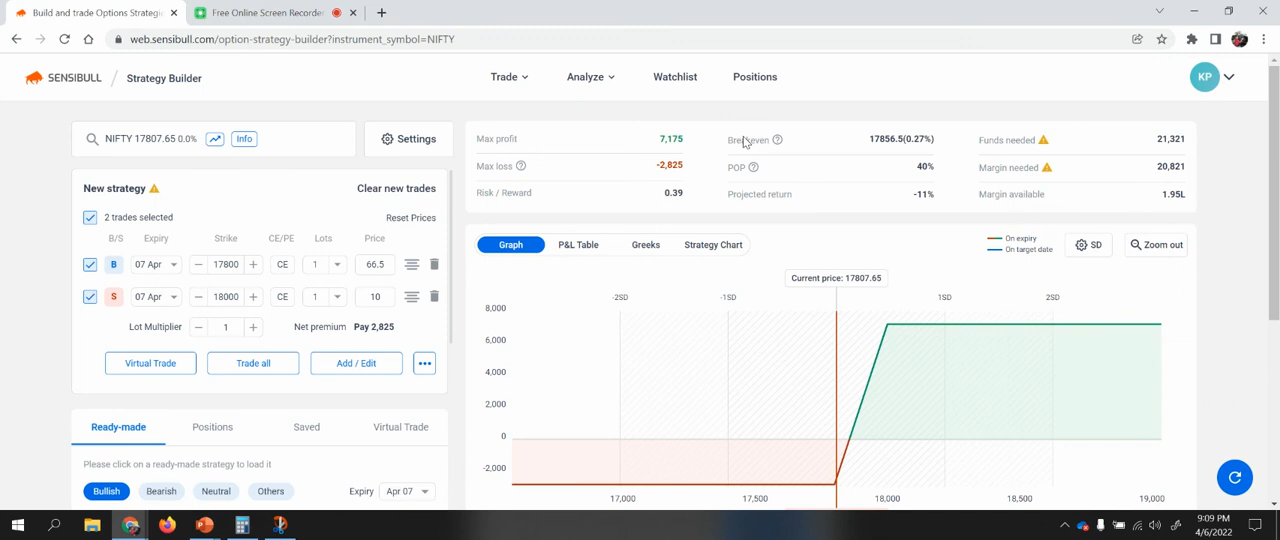 Build and trade Options Strategi
Free Online Screen Recorder
web.sensibull.com/option-strategy-builder?instrument_symbol=NIFTY
SENSIBULL / Strategy Builder
Trade
Analyze
Watchlist
Positions
KP
NIFTY 17807.65 0.0% Info
Settings
Max profit 7,175
Breakeven 17856.5(0.27%)
Funds needed 21,321
Max loss -2,825
POP 40%
Margin needed 20,821
Risk / Reward 0.39
Projected return -11%
Margin available 1.95L
New strategy
Clear new trades
2 trades selected
Reset Prices
B/S Expiry Strike CE/PE Lots Price
B 07 Apr 17800 CE 1 66.5
S 07 Apr 18000 CE 1 10
Lot Multiplier 1 Net premium Pay 2,825
Virtual Trade
Trade all
Add / Edit
Graph
P&L Table
Greeks
Strategy Chart
On expiry
On target date
SD
Zoom out
Current price: 17807.65
-2SD -1SD 1SD 2SD
8,000
6,000
4,000
2,000
0
-2,000
17,000 17,500 18,000 18,500 19,000
Ready-made
Positions
Saved
Virtual Trade
Please click on a ready-made strategy to load it
Bullish
Bearish
Neutral
Others
Expiry Apr 07
9:09 PM
4/6/2022